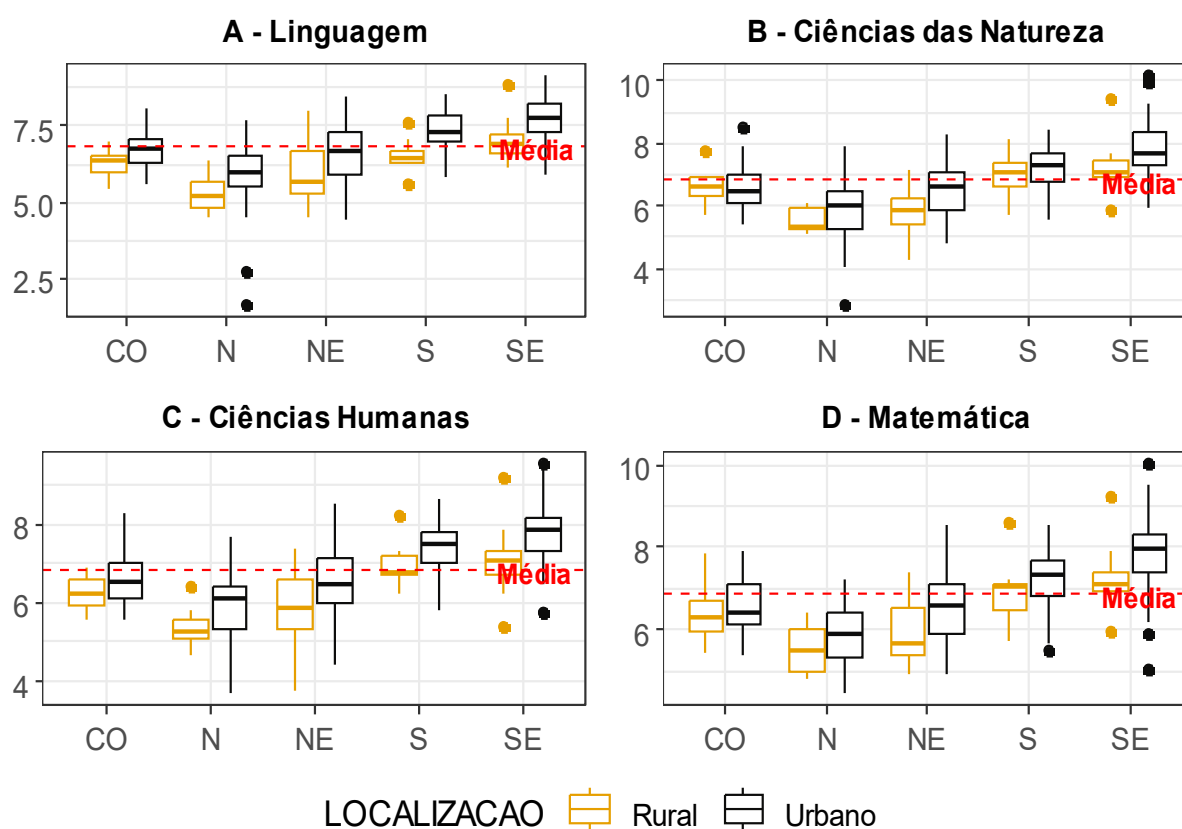 A - Linguagem
7.5
5.0
2.5
Média
CO N NE S SE
B - Ciências das Natureza
10
8
6
4
Média
CO N NE S SE
C - Ciências Humanas
8
6
4
Média
CO N NE S SE
D - Matemática
10
8
6
Média
CO N NE S SE
LOCALIZACAO Rural Urbano